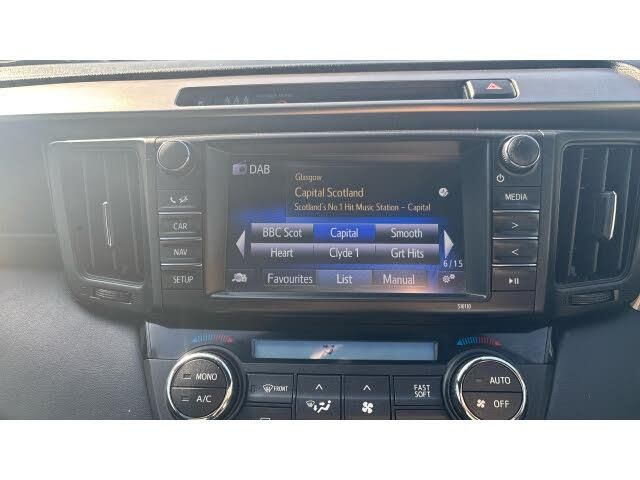 DAB
Glasgow
Capital Scotland
Scotland's No.1 Hit Music Station - Capital
BBC Scot Capital Smooth
Heart Clyde 1 Grt Hits
6 / 15
Favourites List Manual
CAR
NAV
SETUP
MEDIA
>
<
510110
MONO
A/C
FRONT
FAST
SOFT
AUTO
OFF